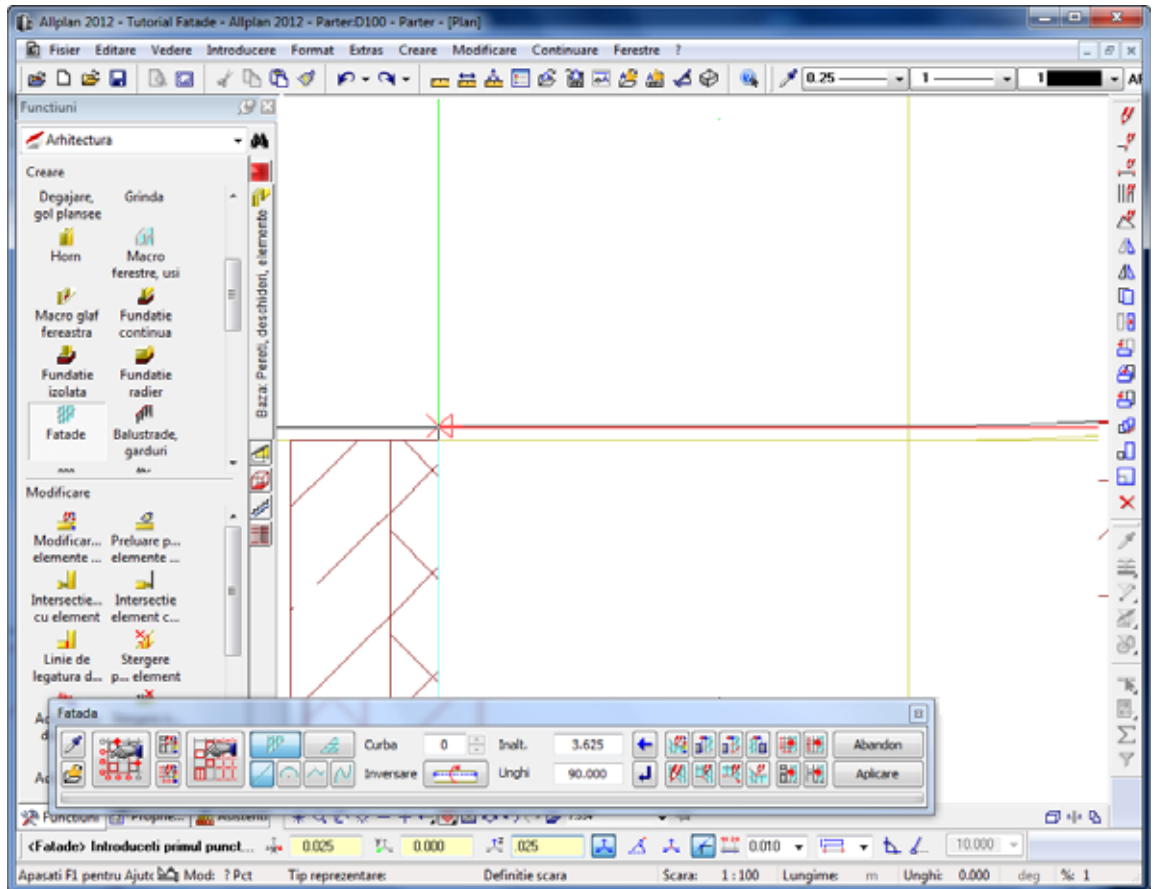 Allplan 2012 - Tutorial Fatade - Allplan 2012 - Parter:D100 - Parter - [Plan]
Fisier Editare Vedere Introducere Format Extras Creare Modificare Continuare Ferestre ?
0.25 1 1
Functiuni
Arhitectura
Creare
Degajare, gol plansee
Grinda
Horn
Macro ferestre, usi
Macro glaf fereastra
Fundatie continua
Fundatie izolata
Fundatie radier
Fatade
Balustrade, garduri
Baza: Pereti, deschideri, elemente
Modificare
Modificar... elemente ...
Preluare p... elemente ...
Intersectie... cu element
Intersectie element c...
Linie de legatura d...
Stergere p... element
Fatada
Curba 0 Inalt. 3.625 Abandon
Inversare Unghi 90.000 Aplicare
Functiuni Proprie... Asistenti
<Fatade> Introduceti primul punct... 0.025 0.000 .025 0.010 10.000
Apasati F1 pentru Ajutc Mod: ? Pct Tip reprezentare: Definitie scara Scara: 1:100 Lungime: m Unghi: 0.000 deg %: 1